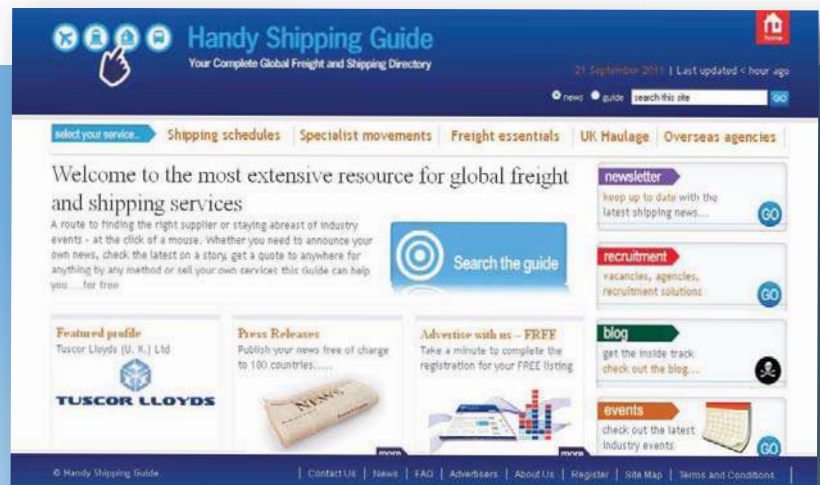 Handy Shipping Guide
Your Complete Global Freight and Shipping Directory
home
21 September 2011 | Last updated < hour ago
news guide search this site GO
select your service... Shipping schedules | Specialist movements | Freight essentials | UK Haulage | Overseas agencies
Welcome to the most extensive resource for global freight
and shipping services
A route to finding the right supplier or staying abreast of industry
events - at the click of a mouse. Whether you need to announce your
own news, check the latest on a story, get a quote to anywhere for
anything by any method or sell your own services this Guide can help
you.....for free
Search the guide
newsletter
keep up to date with the
latest shipping news...
GO
recruitment
vacancies, agencies,
recruitment solutions
GO
blog
get the inside track
check out the blog...
events
check out the latest
industry events
GO
Featured profile
Tuscor Lloyds (U. K.) Ltd
TUSCOR LLOYDS
Press Releases
Publish your news free of charge
to 180 countries......
NEWS
more
Advertise with us – FREE
Take a minute to complete the
registration for your FREE listing
more
© Handy Shipping Guide
| Contact Us | News | FAQ | Advertisers | About Us | Register | Site Map | Terms and Conditions |